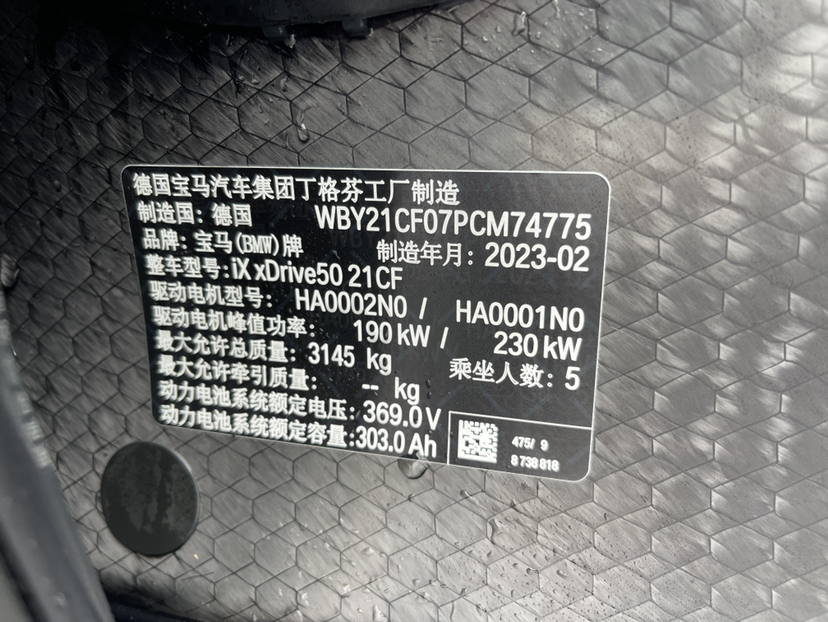 德国宝马汽车集团丁格芬工厂制造
制造国：德国 WBY21CF07PCM74775
品牌：宝马(BMW)牌 制造年月：2023-02
整车型号：iX xDrive50 21CF
驱动电机型号： HA0002N0 / HA0001N0
驱动电机峰值功率： 190 kW / 230 kW
最大允许总质量：3145 kg 乘坐人数：5
最大允许牵引质量： -- kg
动力电池系统额定电压：369.0 V
动力电池系统额定容量：303.0 Ah
475/ 9
8 738 818